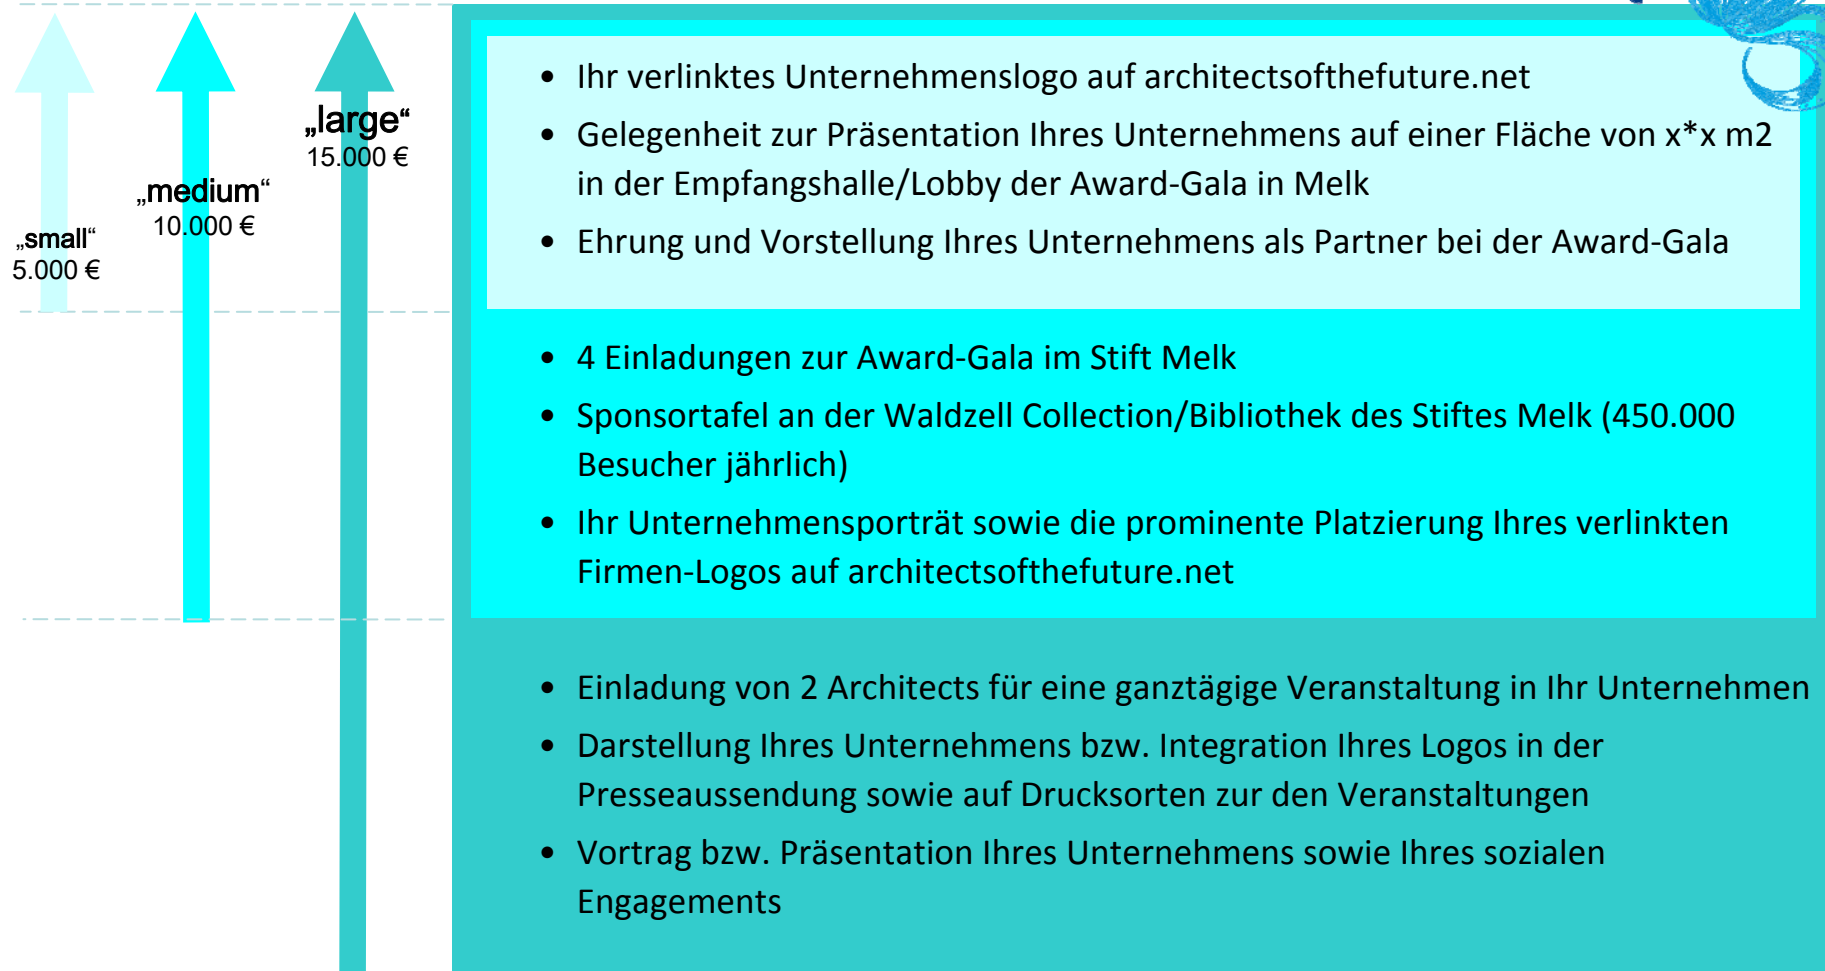 „small“
5.000 €
„medium“
10.000 €
„large“
15.000 €
• Ihr verlinktes Unternehmenslogo auf architectsofthefuture.net
• Gelegenheit zur Präsentation Ihres Unternehmens auf einer Fläche von x*x m2
in der Empfangshalle/Lobby der Award-Gala in Melk
• Ehrung und Vorstellung Ihres Unternehmens als Partner bei der Award-Gala
• 4 Einladungen zur Award-Gala im Stift Melk
• Sponsortafel an der Waldzell Collection/Bibliothek des Stiftes Melk (450.000
Besucher jährlich)
• Ihr Unternehmensporträt sowie die prominente Platzierung Ihres verlinkten
Firmen-Logos auf architectsofthefuture.net
• Einladung von 2 Architects für eine ganztägige Veranstaltung in Ihr Unternehmen
• Darstellung Ihres Unternehmens bzw. Integration Ihres Logos in der
Presseaussendung sowie auf Drucksorten zur den Veranstaltungen
• Vortrag bzw. Präsentation Ihres Unternehmens sowie Ihres sozialen
Engagements